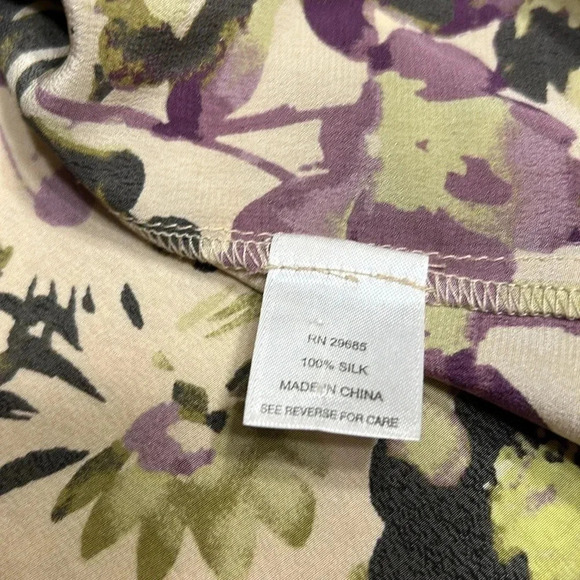 RN 29685
100% SILK
MADE IN CHINA
SEE REVERSE FOR CARE